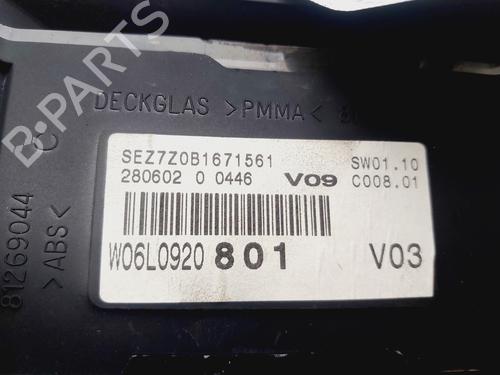 B-PARTS
DECKGLAS >PMMA<
SEZ7Z0B1671561 SW01.10
280602 0 0446 V09 C008.01
W06L0920 801 V03
81269044 C
>ABS<